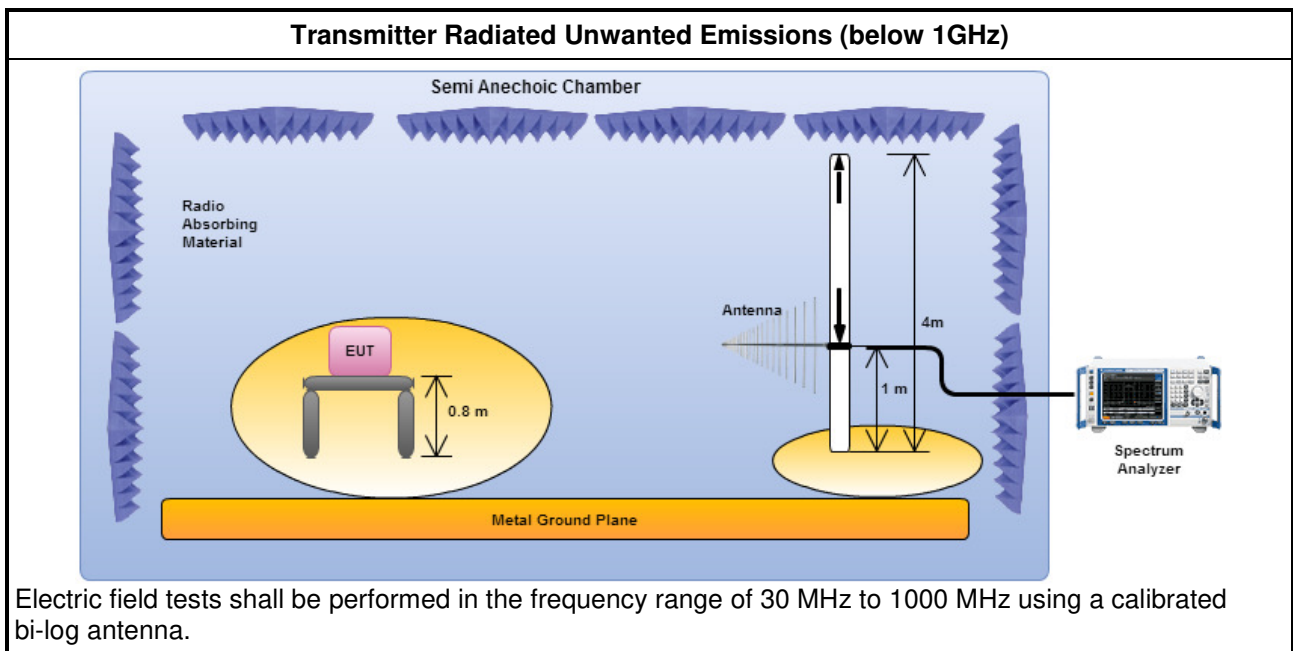 Transmitter Radiated Unwanted Emissions (below 1GHz)
Semi Anechoic Chamber
Radio
Absorbing
Material
Antenna
4m
EUT
1 m
0.8 m
Spectrum
Analyzer
Metal Ground Plane
Electric field tests shall be performed in the frequency range of 30 MHz to 1000 MHz using a calibrated
bi-log antenna.